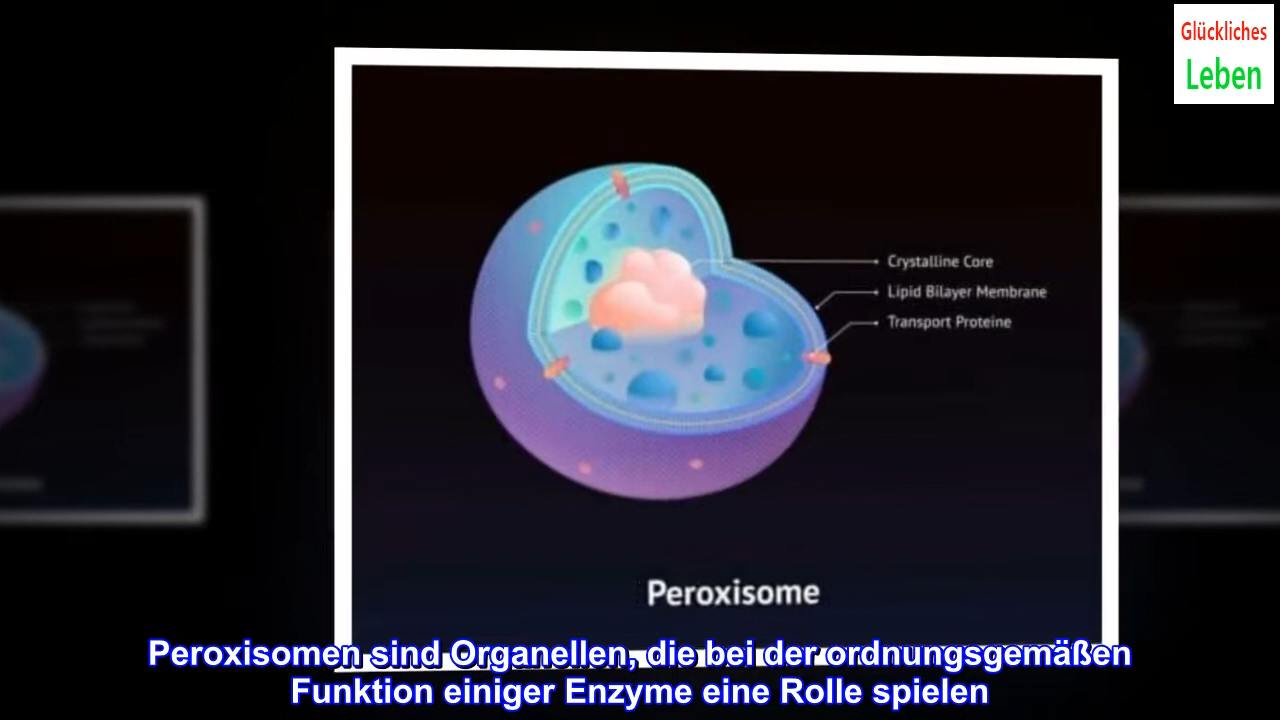 Glückliches
Leben
Crystalline Core
Lipid Bilayer Membrane
Transport Proteine
Peroxisome
Peroxisomen sind Organellen, die bei der ordnungsgemäßen
Funktion einiger Enzyme eine Rolle spielen